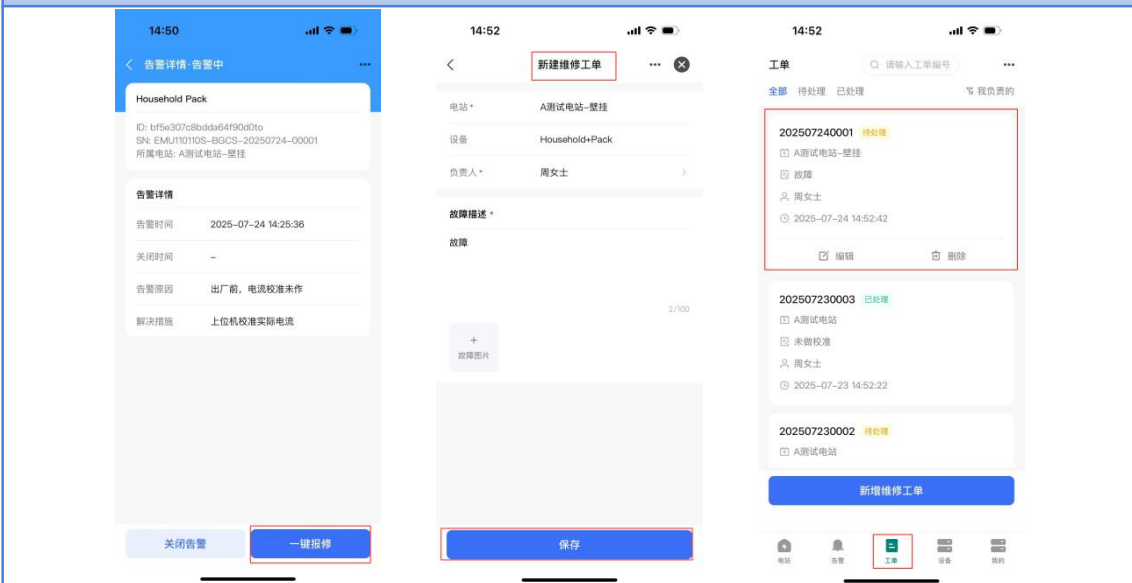 14:50
告警详情·告警中
Household Pack
ID: bf5e307c8bdda64f90d0to
SN: EMU110110S-BGCS-20250724-00001
所属电站: A测试电站-壁挂
告警详情
告警时间 2025-07-24 14:25:36
关闭时间 -
告警原因 出厂前，电流校准未作
解决措施 上位机校准实际电流
关闭告警 一键报修
14:52
新建维修工单
电站* A测试电站-壁挂
设备 Household+Pack
负责人* 周女士
故障描述*
故障
2/100
+
故障图片
保存
14:52
工单 请输入工单编号
全部 待处理 已处理 我负责的
202507240001 待处理
A测试电站-壁挂
故障
周女士
2025-07-24 14:52:42
编辑 删除
202507230003 已处理
A测试电站
未做校准
周女士
2025-07-23 14:52:22
202507230002 待处理
A测试电站
新增维修工单
电站 告警 工单 设备 我的